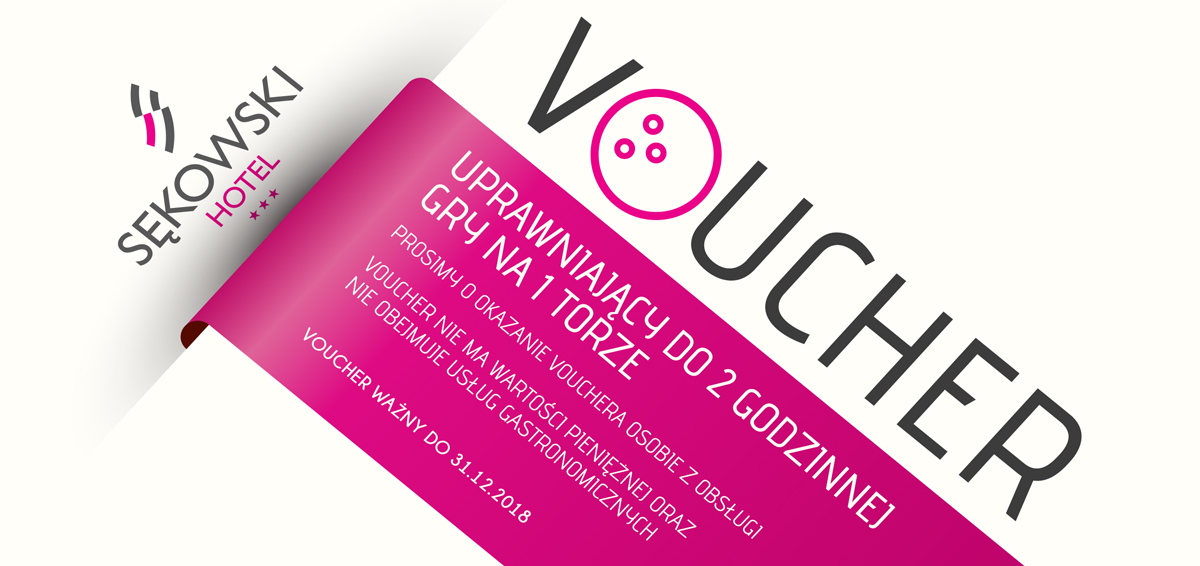 SĘKOWSKI
HOTEL
VOUCHER
UPRAWNIAJĄCY DO 2 GODZINNEJ
GRY NA 1 TORZE
PROSIMY O OKAZANIE VOUCHERA OSOBIE Z OBSŁUGI
VOUCHER NIE MA WARTOŚCI PIENIĘŻNEJ ORAZ
NIE OBEJMUJE USŁUG GASTRONOMICZNYCH
VOUCHER WAŻNY DO 31.12.2018